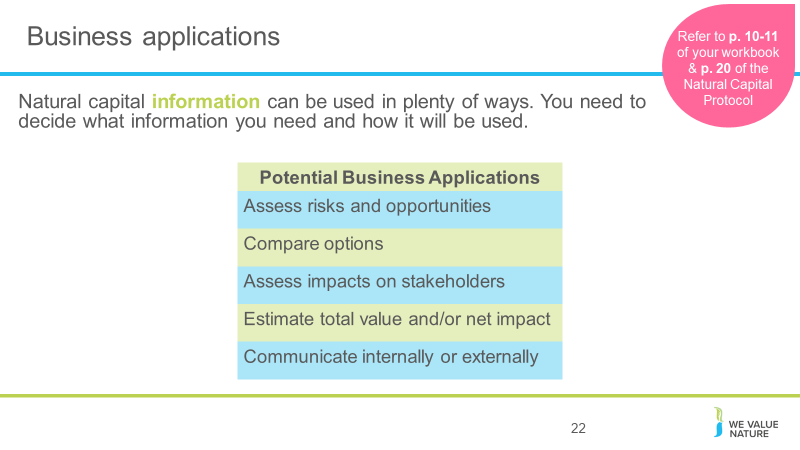 Business applications
Refer to p. 10-11
of your workbook
& p. 20 of the
Natural Capital
Protocol
Natural capital information can be used in plenty of ways. You need to
decide what information you need and how it will be used.
Potential Business Applications
Assess risks and opportunities
Compare options
Assess impacts on stakeholders
Estimate total value and/or net impact
Communicate internally or externally
22
WE VALUE
NATURE